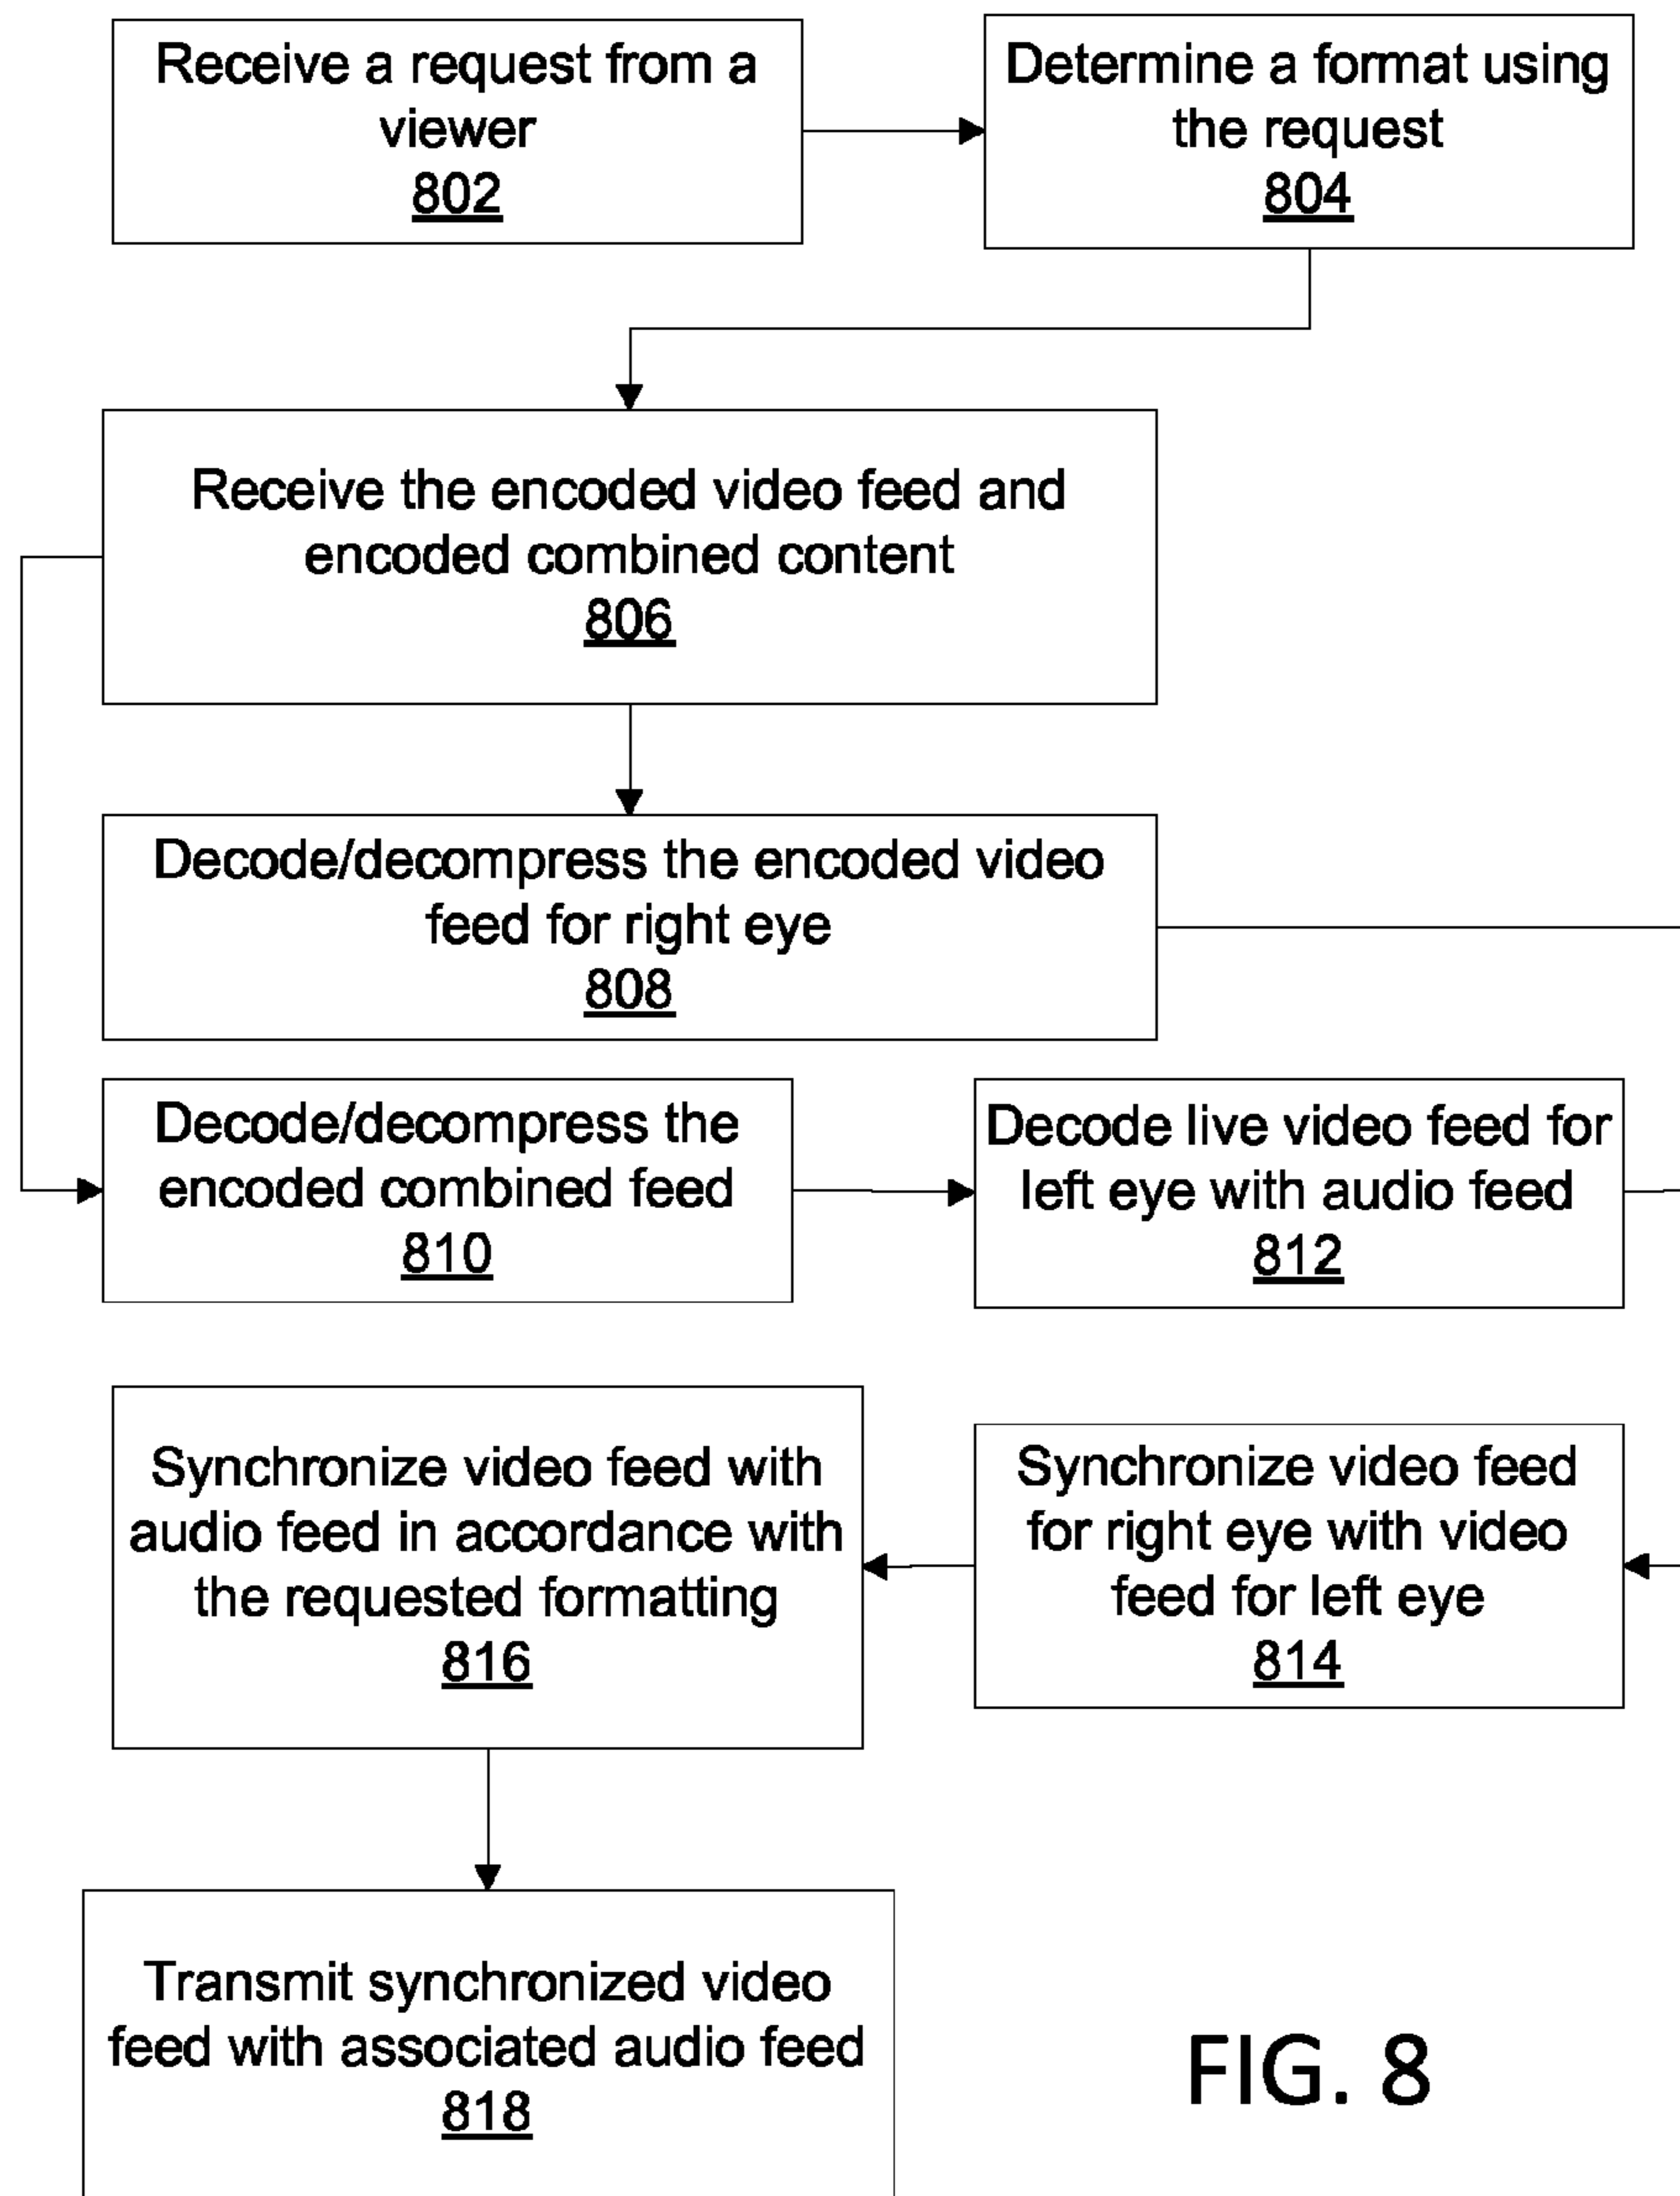 Receive a request from a
viewer
802
Determine a format using
the request
804
Receive the encoded video feed and
encoded combined content
806
Decode/decompress the encoded video
feed for right eye
808
Decode/decompress the
encoded combined feed
810
Decode live video feed for
left eye with audio feed
812
Synchronize video feed with
audio feed in accordance with
the requested formatting
816
Synchronize video feed
for right eye with video
feed for left eye
814
Transmit synchronized video
feed with associated audio feed
818
FIG. 8